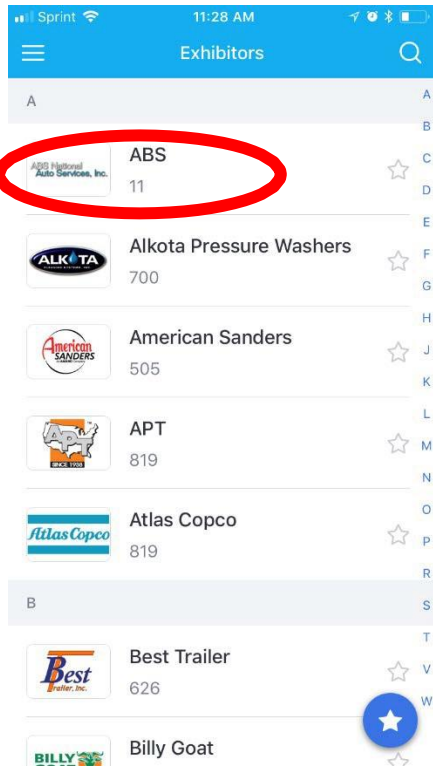 Sprint 11:28 AM
Exhibitors
A
ABS National
Auto Services, Inc.
ABS
11
ALKOTA
Alkota Pressure Washers
700
American
SANDERS
American Sanders
505
APT
SINCE 1958
APT
819
Atlas Copco
Atlas Copco
819
B
Best
Trailer, Inc.
Best Trailer
626
BILLY
GOAT
Billy Goat
A
B
C
D
E
F
G
H
J
K
L
M
N
O
P
R
S
T
V
W